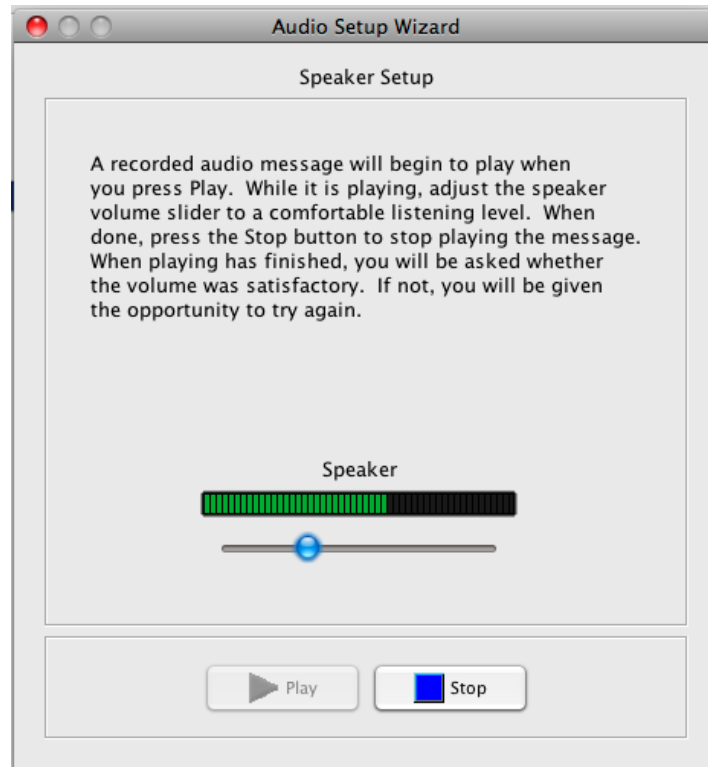 Audio Setup Wizard
Speaker Setup
A recorded audio message will begin to play when
you press Play.  While it is playing, adjust the speaker
volume slider to a comfortable listening level.  When
done, press the Stop button to stop playing the message.
When playing has finished, you will be asked whether
the volume was satisfactory.  If not, you will be given
the opportunity to try again.
Speaker
Play
Stop